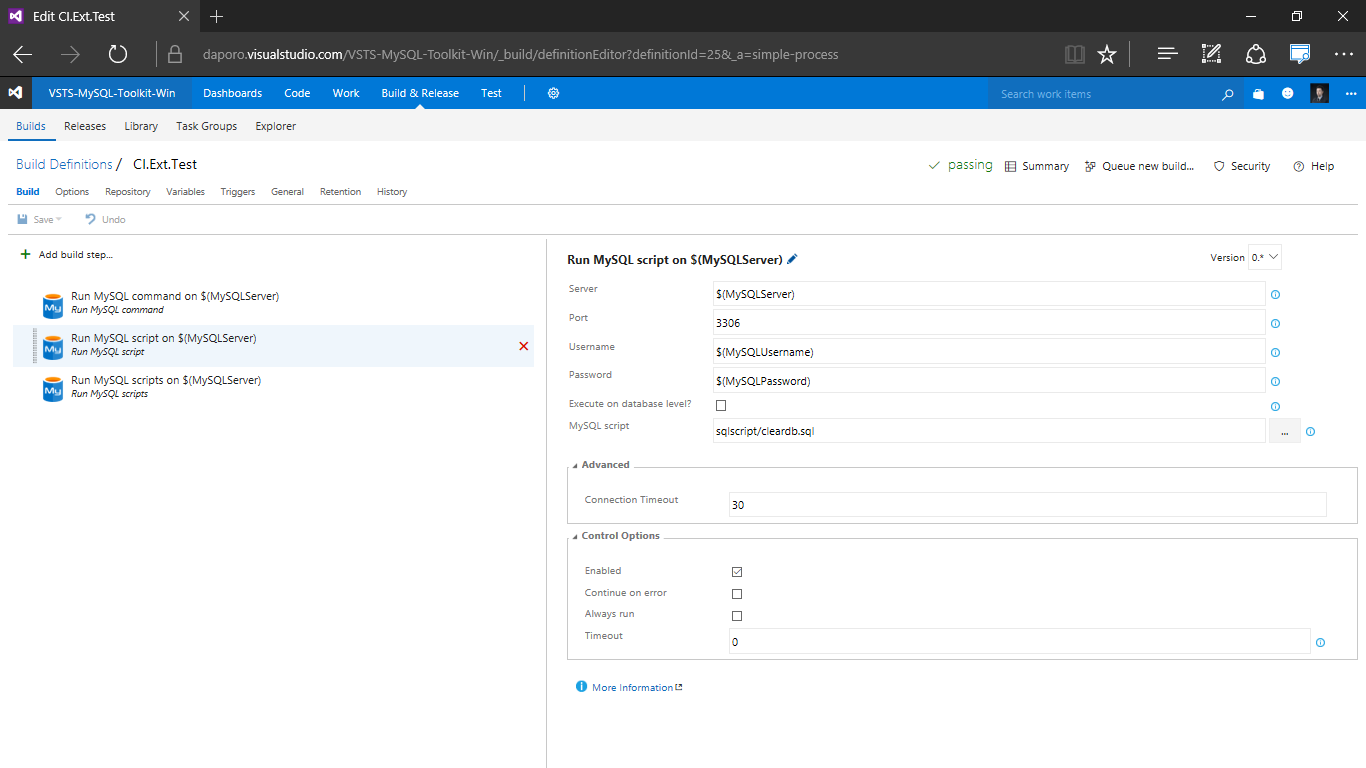 Edit CI.Ext.Test
daporo.visualstudio.com/VSTS-MySQL-Toolkit-Win/_build/definitionEditor?definitionId=25&_a=simple-process
VSTS-MySQL-Toolkit-Win Dashboards Code Work Build & Release Test Search work items
Builds Releases Library Task Groups Explorer
Build Definitions / CI.Ext.Test passing Summary Queue new build... Security Help
Build Options Repository Variables Triggers General Retention History
Save Undo
Add build step...
My
Run MySQL command on $(MySQLServer)
Run MySQL command
My
Run MySQL script on $(MySQLServer)
Run MySQL script
My
Run MySQL scripts on $(MySQLServer)
Run MySQL scripts
Run MySQL script on $(MySQLServer) Version 0.*
Server $(MySQLServer)
Port 3306
Username $(MySQLUsername)
Password $(MySQLPassword)
Execute on database level?
MySQL script sqlscript/cleardb.sql ...
Advanced
Connection Timeout 30
Control Options
Enabled
Continue on error
Always run
Timeout 0
More Information